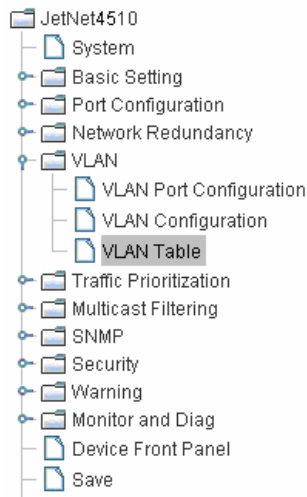 JetNet4510
System
Basic Setting
Port Configuration
Network Redundancy
VLAN
VLAN Port Configuration
VLAN Configuration
VLAN Table
Traffic Prioritization
Multicast Filtering
SNMP
Security
Warning
Monitor and Diag
Device Front Panel
Save